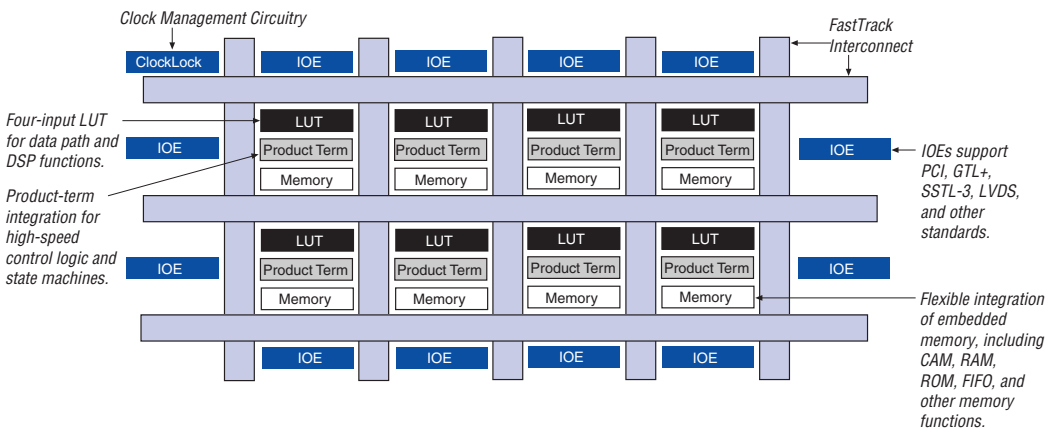 Clock Management Circuitry
FastTrack
Interconnect
ClockLock
IOE
IOE
IOE
IOE
Four-input LUT
for data path and
DSP functions.
LUT
LUT
LUT
LUT
IOE
Product Term
Product Term
Product Term
Product Term
IOE
IOEs support
PCI, GTL+,
SSTL-3, LVDS,
and other
standards.
Memory
Memory
Memory
Memory
Product-term
integration for
high-speed
control logic and
state machines.
LUT
LUT
LUT
LUT
IOE
Product Term
Product Term
Product Term
Product Term
IOE
Memory
Memory
Memory
Memory
Flexible integration
of embedded
memory, including
CAM, RAM,
ROM, FIFO, and
other memory
functions.
IOE
IOE
IOE
IOE